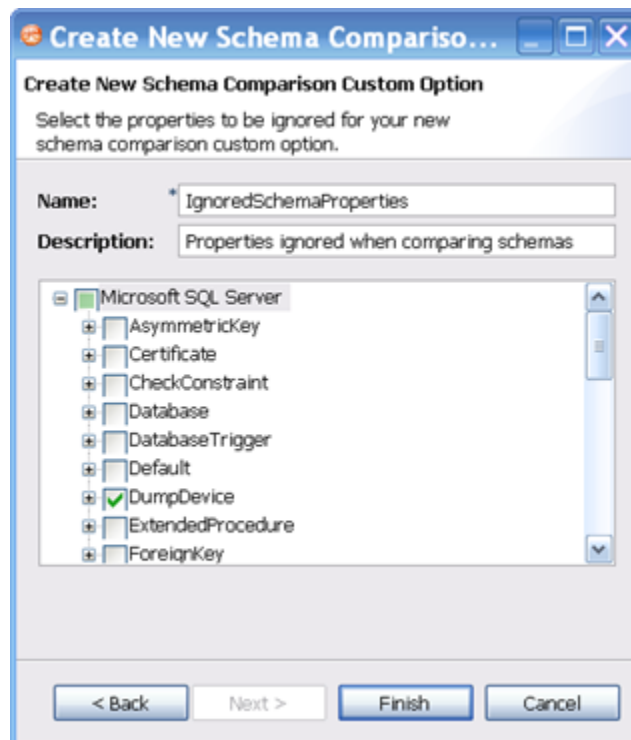 Create New Schema Compariso...
Create New Schema Comparison Custom Option
Select the properties to be ignored for your new
schema comparison custom option.
Name: * IgnoredSchemaProperties
Description: Properties ignored when comparing schemas
Microsoft SQL Server
AsymmetricKey
Certificate
CheckConstraint
Database
DatabaseTrigger
Default
DumpDevice
ExtendedProcedure
ForeignKey
< Back Next > Finish Cancel